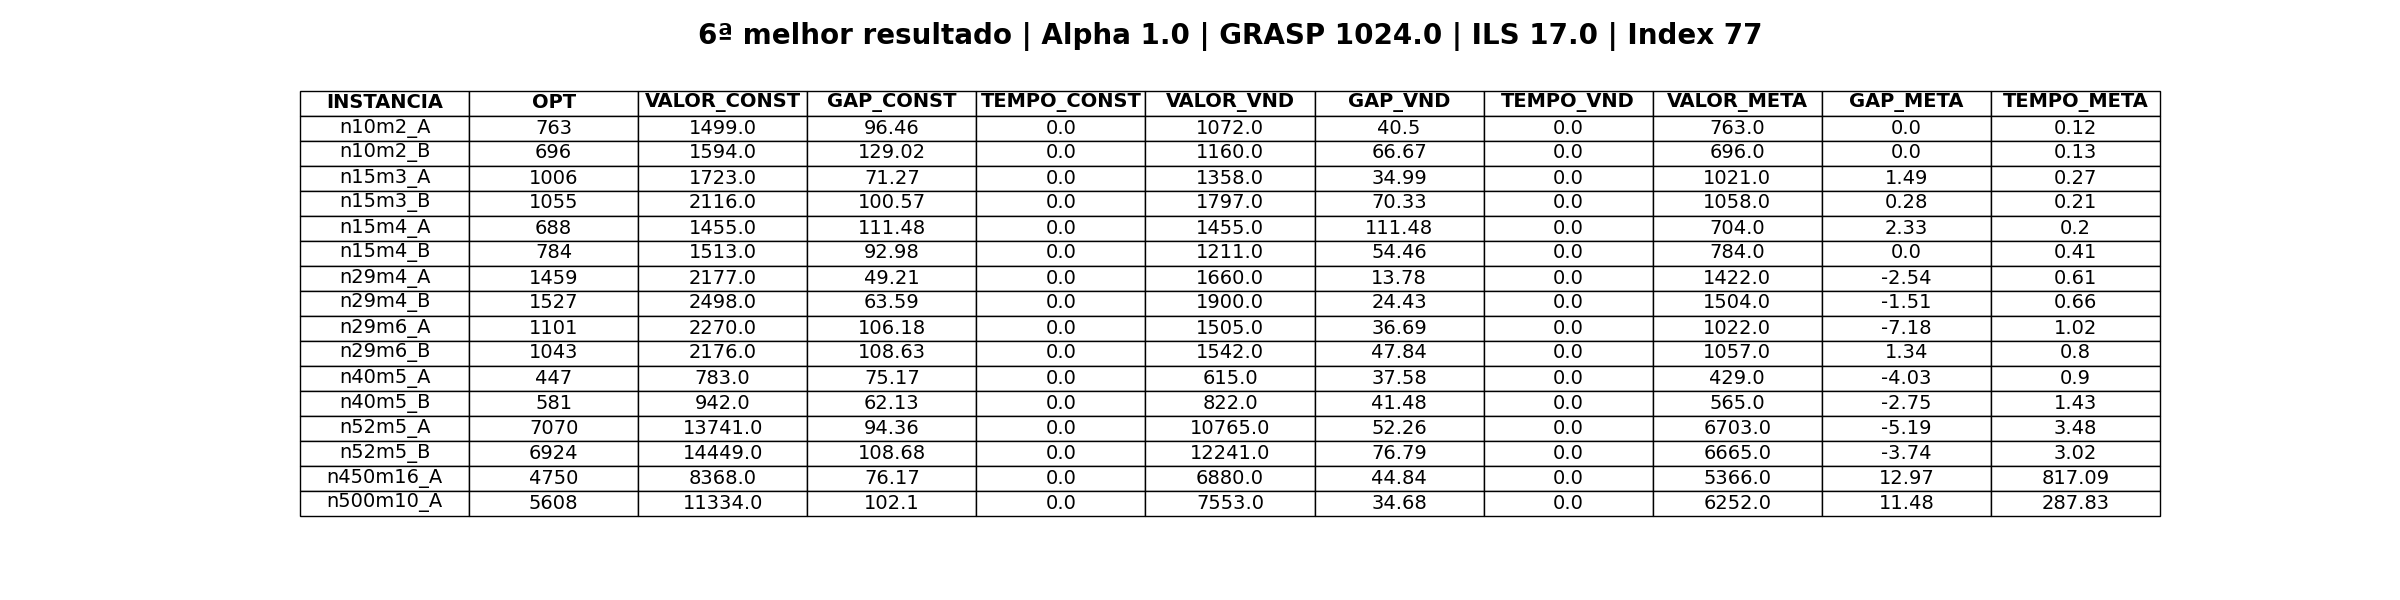 6ª melhor resultado | Alpha 1.0 | GRASP 1024.0 | ILS 17.0 | Index 77
INSTANCIA OPT VALOR_CONST GAP_CONST TEMPO_CONST VALOR_VND GAP_VND TEMPO_VND VALOR_META GAP_META TEMPO_META
n10m2_A 763 1499.0 96.46 0.0 1072.0 40.5 0.0 763.0 0.0 0.12
n10m2_B 696 1594.0 129.02 0.0 1160.0 66.67 0.0 696.0 0.0 0.13
n15m3_A 1006 1723.0 71.27 0.0 1358.0 34.99 0.0 1021.0 1.49 0.27
n15m3_B 1055 2116.0 100.57 0.0 1797.0 70.33 0.0 1058.0 0.28 0.21
n15m4_A 688 1455.0 111.48 0.0 1455.0 111.48 0.0 704.0 2.33 0.2
n15m4_B 784 1513.0 92.98 0.0 1211.0 54.46 0.0 784.0 0.0 0.41
n29m4_A 1459 2177.0 49.21 0.0 1660.0 13.78 0.0 1422.0 -2.54 0.61
n29m4_B 1527 2498.0 63.59 0.0 1900.0 24.43 0.0 1504.0 -1.51 0.66
n29m6_A 1101 2270.0 106.18 0.0 1505.0 36.69 0.0 1022.0 -7.18 1.02
n29m6_B 1043 2176.0 108.63 0.0 1542.0 47.84 0.0 1057.0 1.34 0.8
n40m5_A 447 783.0 75.17 0.0 615.0 37.58 0.0 429.0 -4.03 0.9
n40m5_B 581 942.0 62.13 0.0 822.0 41.48 0.0 565.0 -2.75 1.43
n52m5_A 7070 13741.0 94.36 0.0 10765.0 52.26 0.0 6703.0 -5.19 3.48
n52m5_B 6924 14449.0 108.68 0.0 12241.0 76.79 0.0 6665.0 -3.74 3.02
n450m16_A 4750 8368.0 76.17 0.0 6880.0 44.84 0.0 5366.0 12.97 817.09
n500m10_A 5608 11334.0 102.1 0.0 7553.0 34.68 0.0 6252.0 11.48 287.83